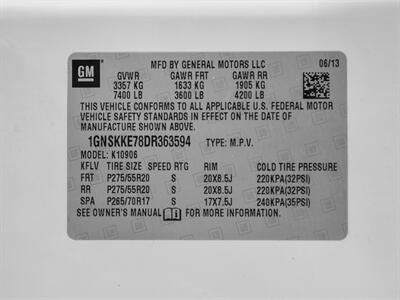 GM
MFD BY GENERAL MOTORS LLC 06/13
GVWR GAWR FRT GAWR RR
3357 KG 1633 KG 1905 KG
7400 LB 3600 LB 4200 LB
THIS VEHICLE CONFORMS TO ALL APPLICABLE U.S. FEDERAL MOTOR
VEHICLE SAFETY STANDARDS IN EFFECT ON THE DATE OF
MANUFACTURE SHOWN ABOVE.
1GNSKKE78DR363594 TYPE: M.P.V.
MODEL: K10906
KFLV TIRE SIZE SPEED RTG RIM COLD TIRE PRESSURE
FRT P275/55R20 S 20X8.5J 220KPA(32PSI)
RR P275/55R20 S 20X8.5J 220KPA(32PSI)
SPA P265/70R17 S 17X7.5J 240KPA(35PSI)
SEE OWNER'S MANUAL FOR MORE INFORMATION.